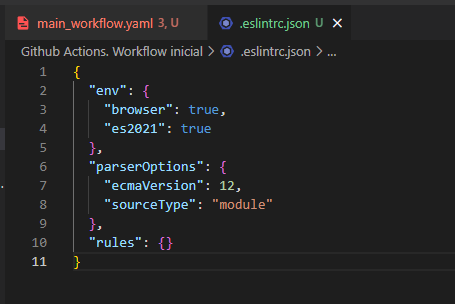 main_workflow.yaml 3, U .eslintrc.json U
Github Actions. Workflow inicial > .eslintrc.json > ...
1 {
2 "env": {
3 "browser": true,
4 "es2021": true
5 },
6 "parserOptions": {
7 "ecmaVersion": 12,
8 "sourceType": "module"
9 },
10 "rules": {}
11 }